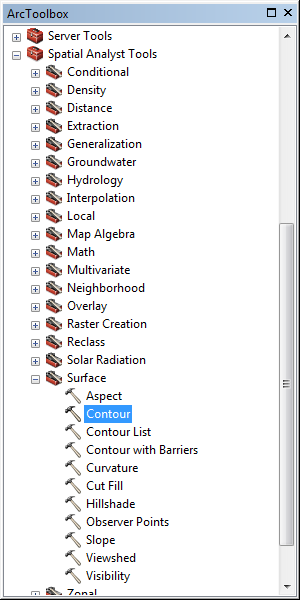 ArcToolbox
Server Tools
Spatial Analyst Tools
Conditional
Density
Distance
Extraction
Generalization
Groundwater
Hydrology
Interpolation
Local
Map Algebra
Math
Multivariate
Neighborhood
Overlay
Raster Creation
Reclass
Solar Radiation
Surface
Aspect
Contour
Contour List
Contour with Barriers
Curvature
Cut Fill
Hillshade
Observer Points
Slope
Viewshed
Visibility
Zonal